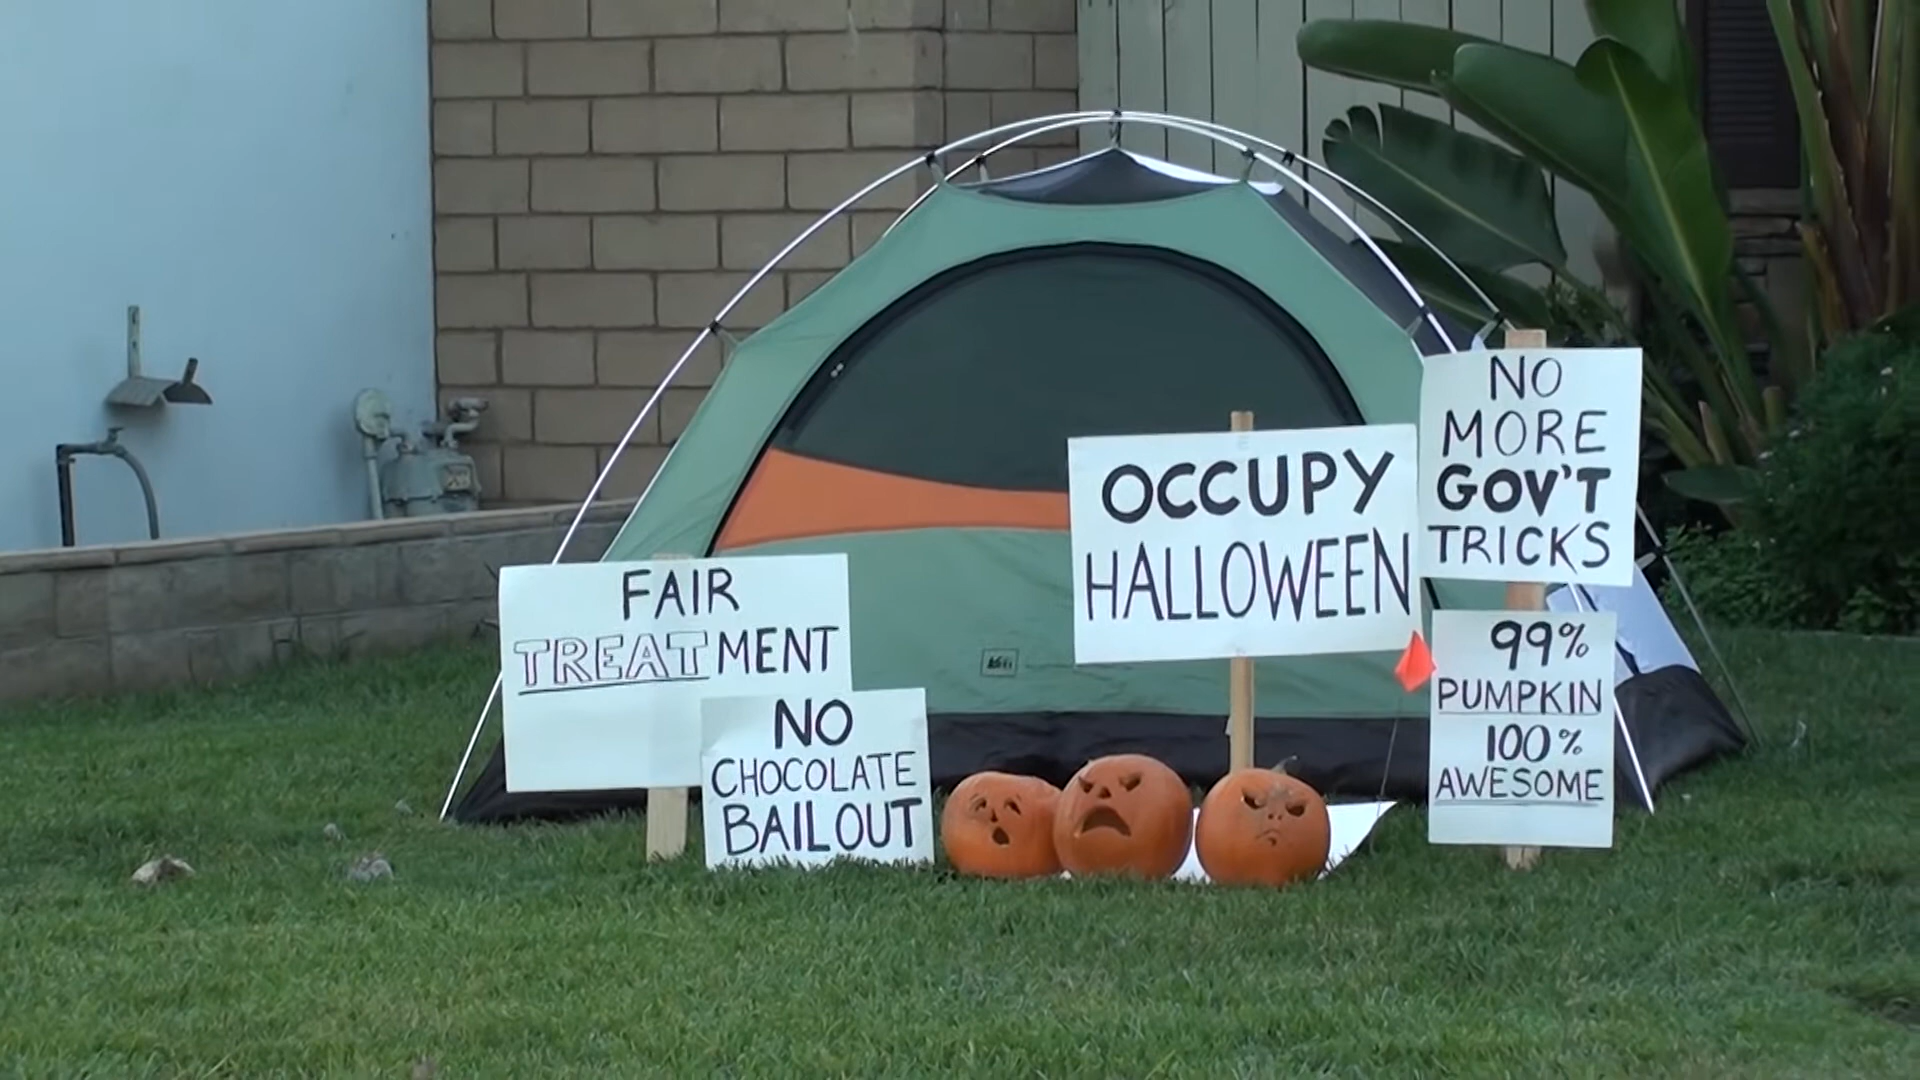 FAIR
TREATMENT
NO
CHOCOLATE
BAILOUT
OCCUPY
HALLOWEEN
NO
MORE
GOV'T
TRICKS
99%
PUMPKIN
100%
AWESOME